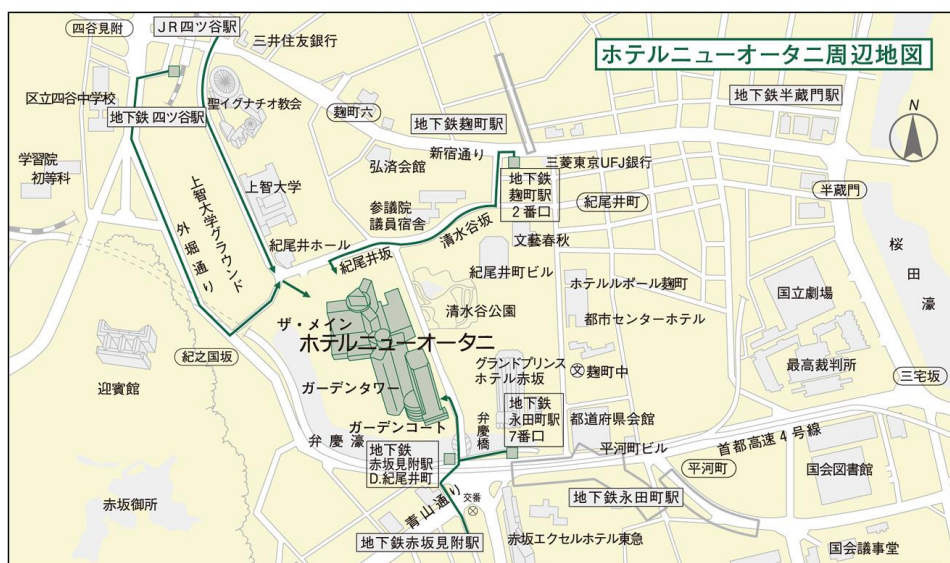 四谷見附
JR四ツ谷駅
三井住友銀行
ホテルニューオータニ周辺地図
区立四谷中学校
地下鉄 四ツ谷駅
聖イグナチオ教会
麹町六
地下鉄麹町駅
地下鉄半蔵門駅
N
新宿通り
学習院
初等科
弘済会館
三菱東京UFJ銀行
上智大学
地下鉄
麹町駅
2番口
半蔵門
紀尾井町
上智大学グラウンド
外堀通り
参議院
議員宿舎
清水谷坂
文藝春秋
桜田濠
紀尾井ホール
紀尾井坂
紀尾井町ビル
ホテルルポール麹町
国立劇場
清水谷公園
都市センターホテル
ザ・メイン
ホテルニューオータニ
紀之国坂
迎賓館
グランドプリンス
ホテル赤坂
文
麹町中
最高裁判所
三宅坂
ガーデンタワー
ガーデンコート
弁慶橋
地下鉄
永田町駅
7番口
都道府県会館
弁慶濠
地下鉄
赤坂見附駅
D.紀尾井町
平河町ビル
首都高速4号線
平河町
国会図書館
赤坂御所
青山通り
交番
地下鉄永田町駅
地下鉄赤坂見附駅
赤坂エクセルホテル東急
国会議事堂